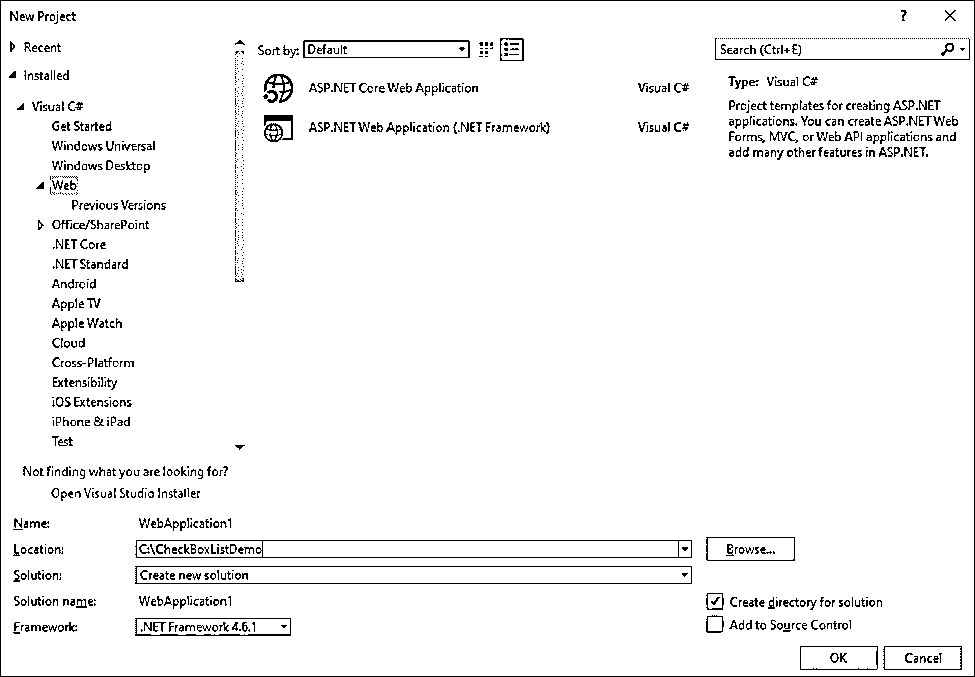 New Project
?
Recent
Installed
Visual C#
Get Started
Windows Universal
Windows Desktop
Web
Previous Versions
Office/SharePoint
.NET Core
.NET Standard
Android
Apple TV
Apple Watch
Cloud
Cross-Platform
Extensibility
iOS Extensions
iPhone & iPad
Test
Not finding what you are looking for?
Open Visual Studio Installer
Sort by: Default
ASP.NET Core Web Application Visual C#
ASP.NET Web Application (.NET Framework) Visual C#
Search (Ctrl+E)
Type: Visual C#
Project templates for creating ASP.NET
applications. You can create ASP.NET Web
Forms, MVC, or Web API applications and
add many other features in ASP.NET.
Name: WebApplication1
Location: C:\CheckBoxListDemo Browse...
Solution: Create new solution
Solution name: WebApplication1
Create directory for solution
Framework: .NET Framework 4.6.1
Add to Source Control
OK Cancel